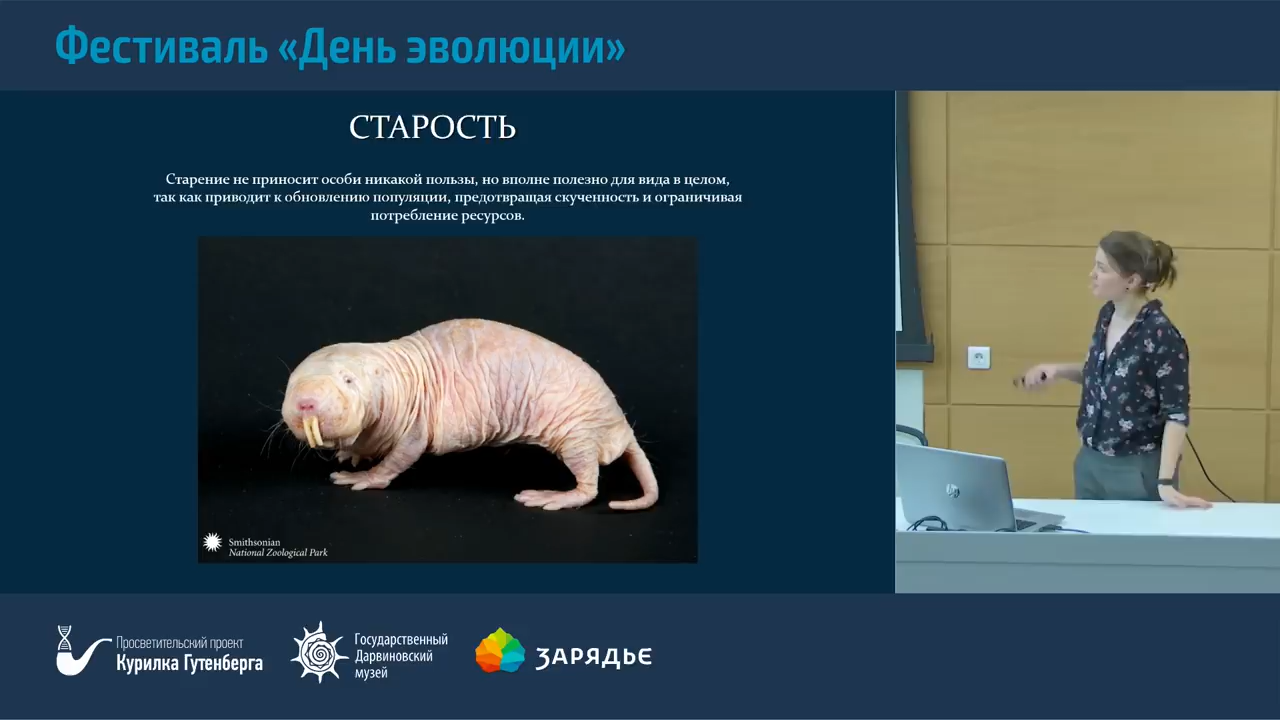 Фестиваль «День эволюции»
СТАРОСТЬ
Старение не приносит особи никакой пользы, но вполне полезно для вида в целом,
так как приводит к обновлению популяции, предотвращая скученность и ограничивая
потребление ресурсов.
Smithsonian
National Zoological Park
hp
Просветительский проект
Курилка Гутенберга
Государственный
Дарвиновский
музей
ЗАРЯДЬЕ